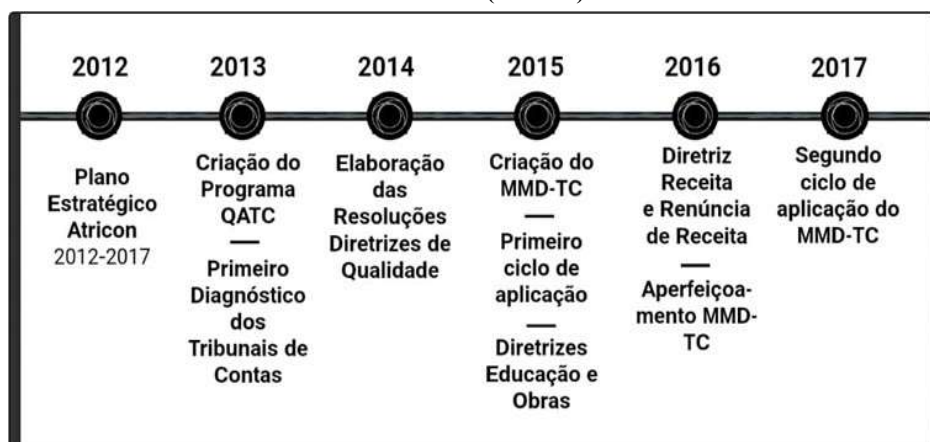 2012
Plano
Estratégico
Atricon
2012-2017
2013
Criação do
Programa
QATC
Primeiro
Diagnóstico
dos
Tribunais de
Contas
2014
Elaboração
das
Resoluções
Diretrizes de
Qualidade
2015
Criação do
MMD-TC
Primeiro
ciclo de
aplicação
Diretrizes
Educação e
Obras
2016
Diretriz
Receita
e Renúncia
de Receita
Aperfeiçoa-
mento MMD-
TC
2017
Segundo
ciclo de
aplicação do
MMD-TC